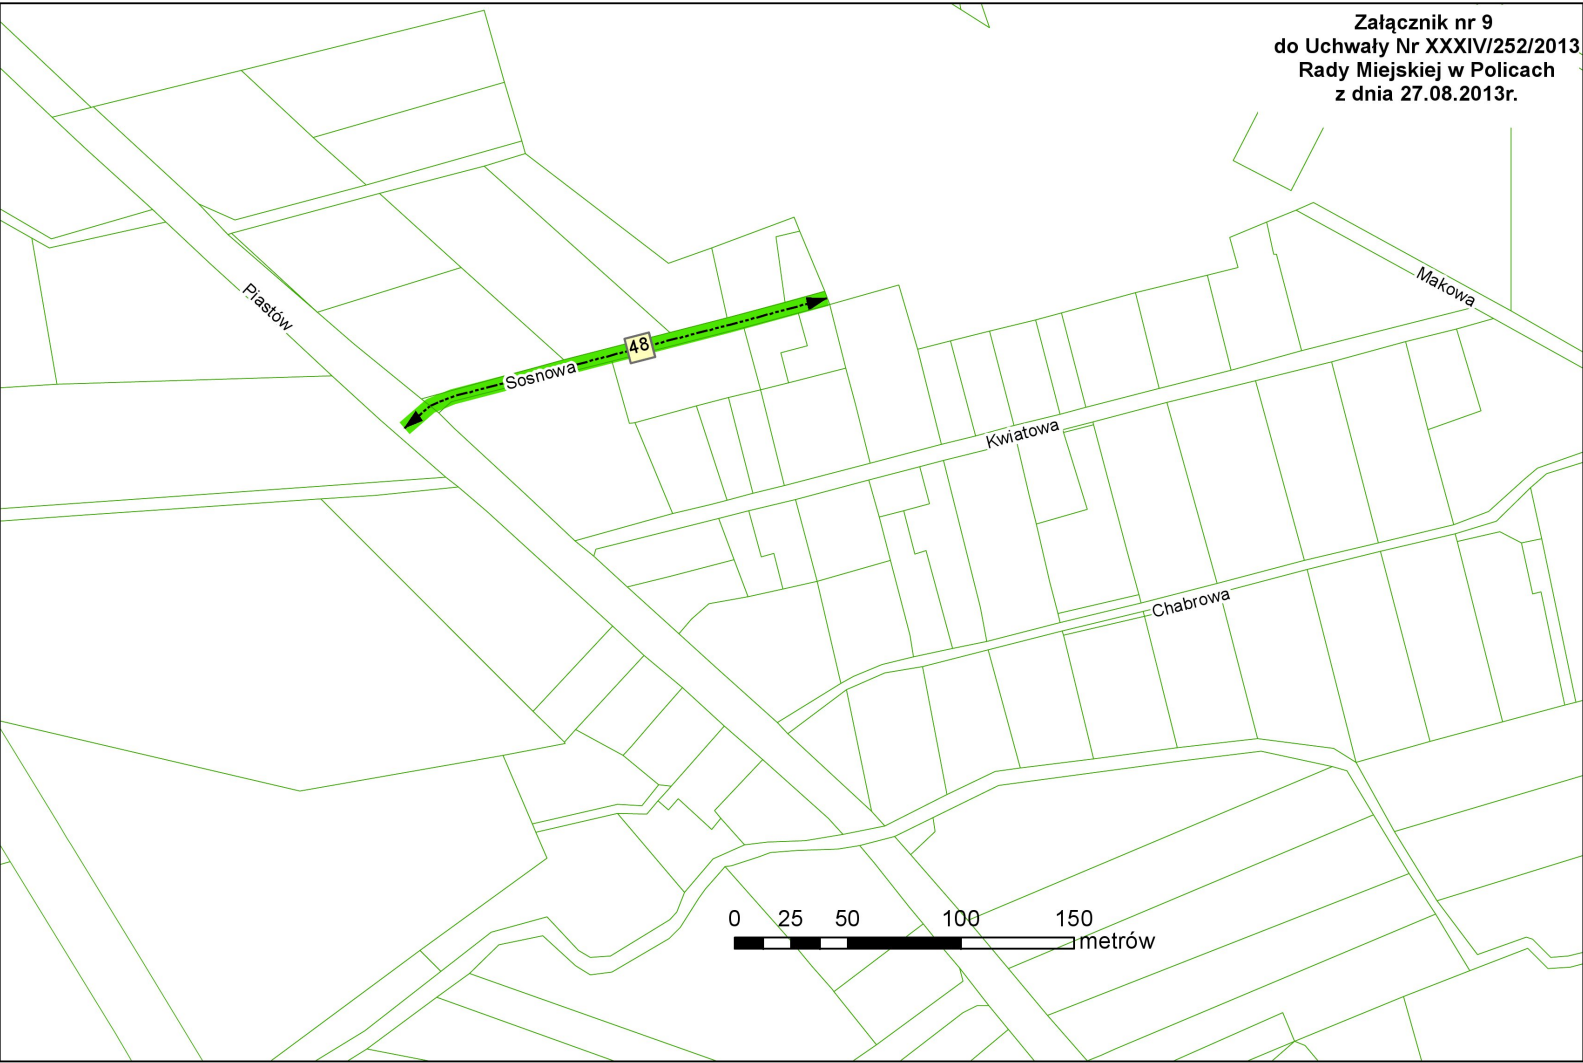 Załącznik nr 9
do Uchwały Nr XXXIV/252/2013
Rady Miejskiej w Policach
z dnia 27.08.2013r.
Makowa
Piastów
48
Sosnowa
Kwiatowa
Chabrowa
0 25 50 100 150
metrów